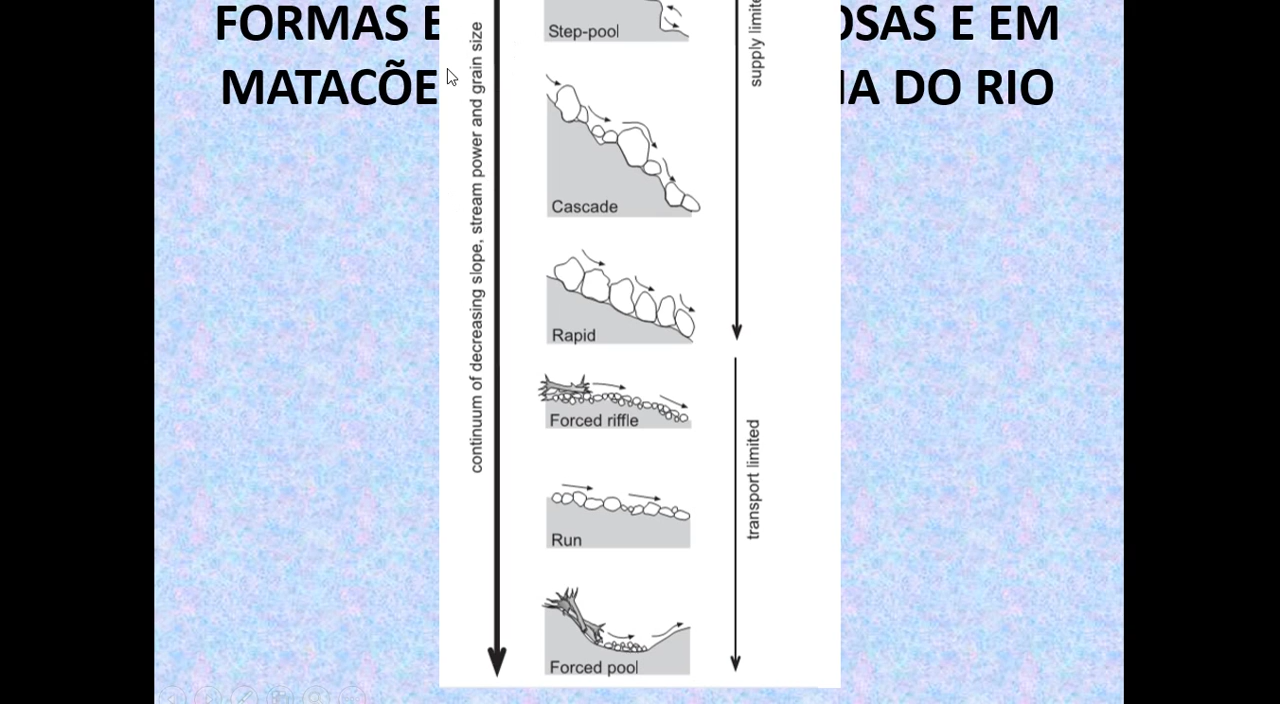 FORMAS E
OSAS E EM
MATACÕE
IA DO RIO
Step-pool
Cascade
Rapid
Forced riffle
Run
Forced pool
continuum of decreasing slope, stream power and grain size
supply limite
transport limited